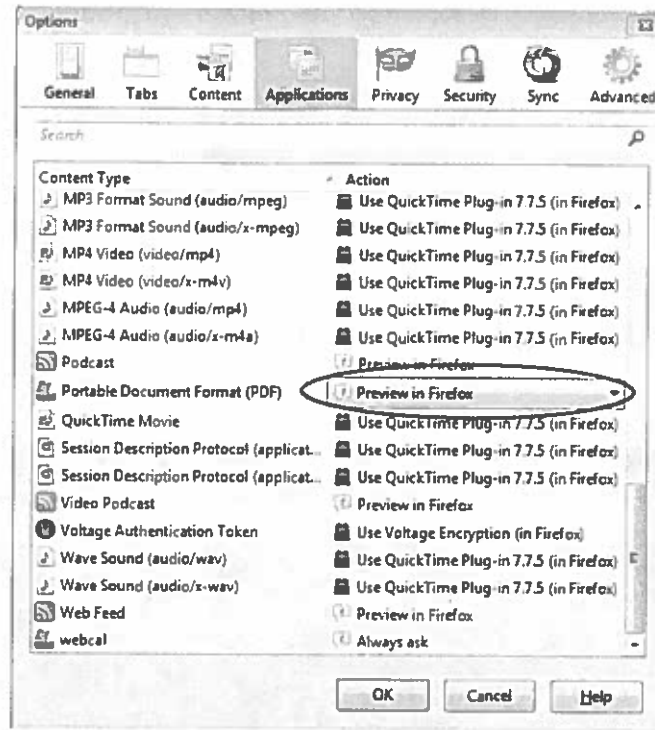 Options
General Tabs Content Applications Privacy Security Sync Advanced
Search
Content Type Action
MP3 Format Sound (audio/mpeg) Use QuickTime Plug-in 7.7.5 (in Firefox)
MP3 Format Sound (audio/x-mpeg) Use QuickTime Plug-in 7.7.5 (in Firefox)
MP4 Video (video/mp4) Use QuickTime Plug-in 7.7.5 (in Firefox)
MP4 Video (video/x-m4v) Use QuickTime Plug-in 7.7.5 (in Firefox)
MPEG-4 Audio (audio/mp4) Use QuickTime Plug-in 7.7.5 (in Firefox)
MPEG-4 Audio (audio/x-m4a) Use QuickTime Plug-in 7.7.5 (in Firefox)
Podcast Preview in Firefox
Portable Document Format (PDF) Preview in Firefox
QuickTime Movie Use QuickTime Plug-in 7.7.5 (in Firefox)
Session Description Protocol (applicat... Use QuickTime Plug-in 7.7.5 (in Firefox)
Session Description Protocol (applicat... Use QuickTime Plug-in 7.7.5 (in Firefox)
Video Podcast Preview in Firefox
Voltage Authentication Token Use Voltage Encryption (in Firefox)
Wave Sound (audio/wav) Use QuickTime Plug-in 7.7.5 (in Firefox)
Wave Sound (audio/x-wav) Use QuickTime Plug-in 7.7.5 (in Firefox)
Web Feed Preview in Firefox
webcal Always ask
OK Cancel Help